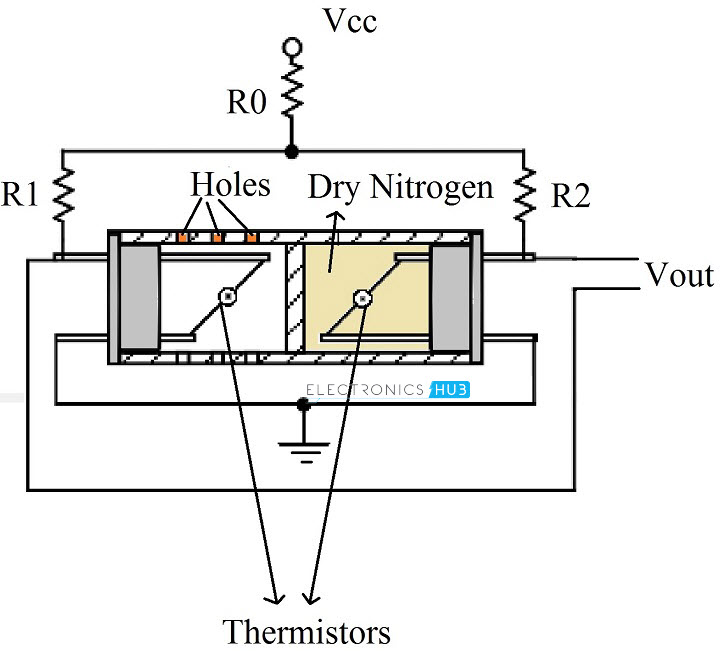 Vcc
R0
Holes
Dry Nitrogen
R1
R2
Vout
ELECTRONICS HUB
Thermistors